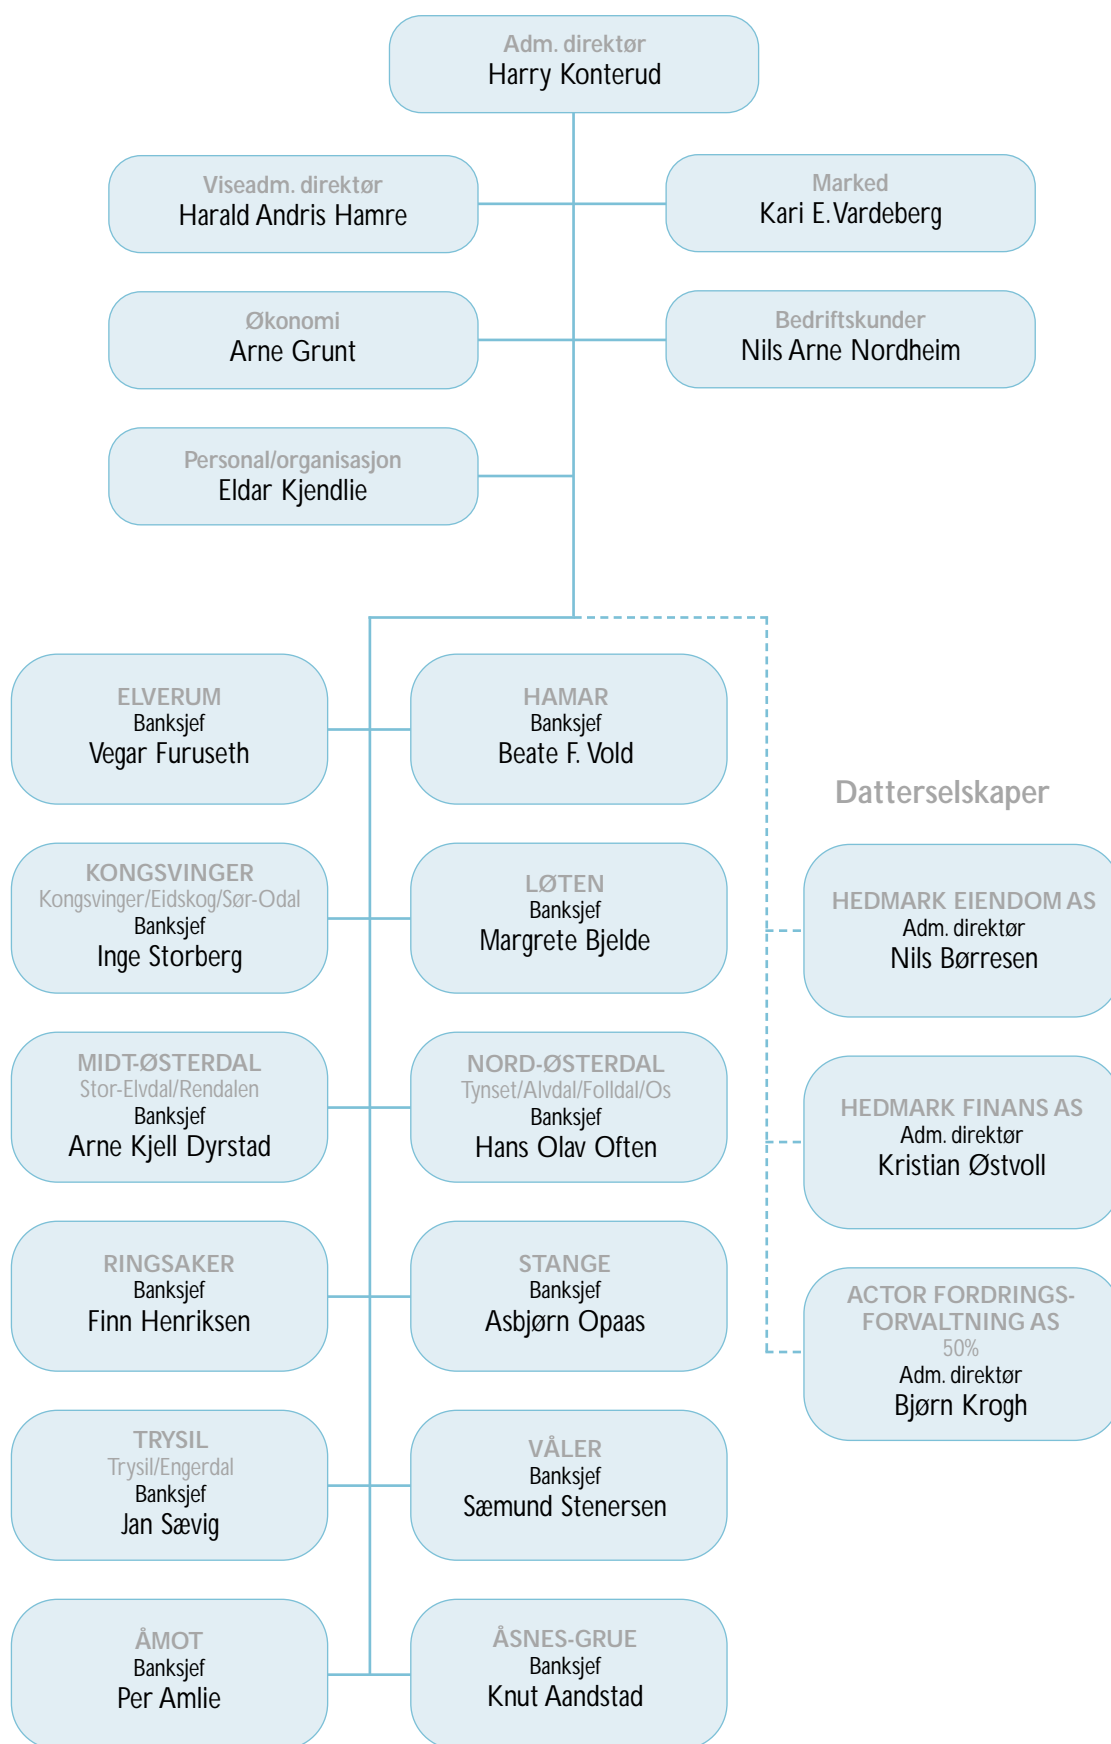 Adm. direktør
Harry Konterud
Viseadm. direktør
Harald Andris Hamre
Marked
Kari E. Vardeberg
Økonomi
Arne Grunt
Bedriftskunder
Nils Arne Nordheim
Personal/organisasjon
Eldar Kjendlie
ELVERUM
Banksjef
Vegar Furuseth
HAMAR
Banksjef
Beate F. Vold
KONGSVINGER
Kongsvinger/Eidskog/Sør-Odal
Banksjef
Inge Storberg
LØTEN
Banksjef
Margrete Bjelde
MIDT-ØSTERDAL
Stor-Elvdal/Rendalen
Banksjef
Arne Kjell Dyrstad
NORD-ØSTERDAL
Tynset/Alvdal/Folldal/Os
Banksjef
Hans Olav Often
RINGSAKER
Banksjef
Finn Henriksen
STANGE
Banksjef
Asbjørn Opaas
TRYSIL
Trysil/Engerdal
Banksjef
Jan Sævig
VÅLER
Banksjef
Sæmund Stenersen
ÅMOT
Banksjef
Per Amlie
ÅSNES-GRUE
Banksjef
Knut Aandstad
Datterselskaper
HEDMARK EIENDOM AS
Adm. direktør
Nils Børresen
HEDMARK FINANS AS
Adm. direktør
Kristian Østvoll
ACTOR FORDRINGS-
FORVALTNING AS
50%
Adm. direktør
Bjørn Krogh